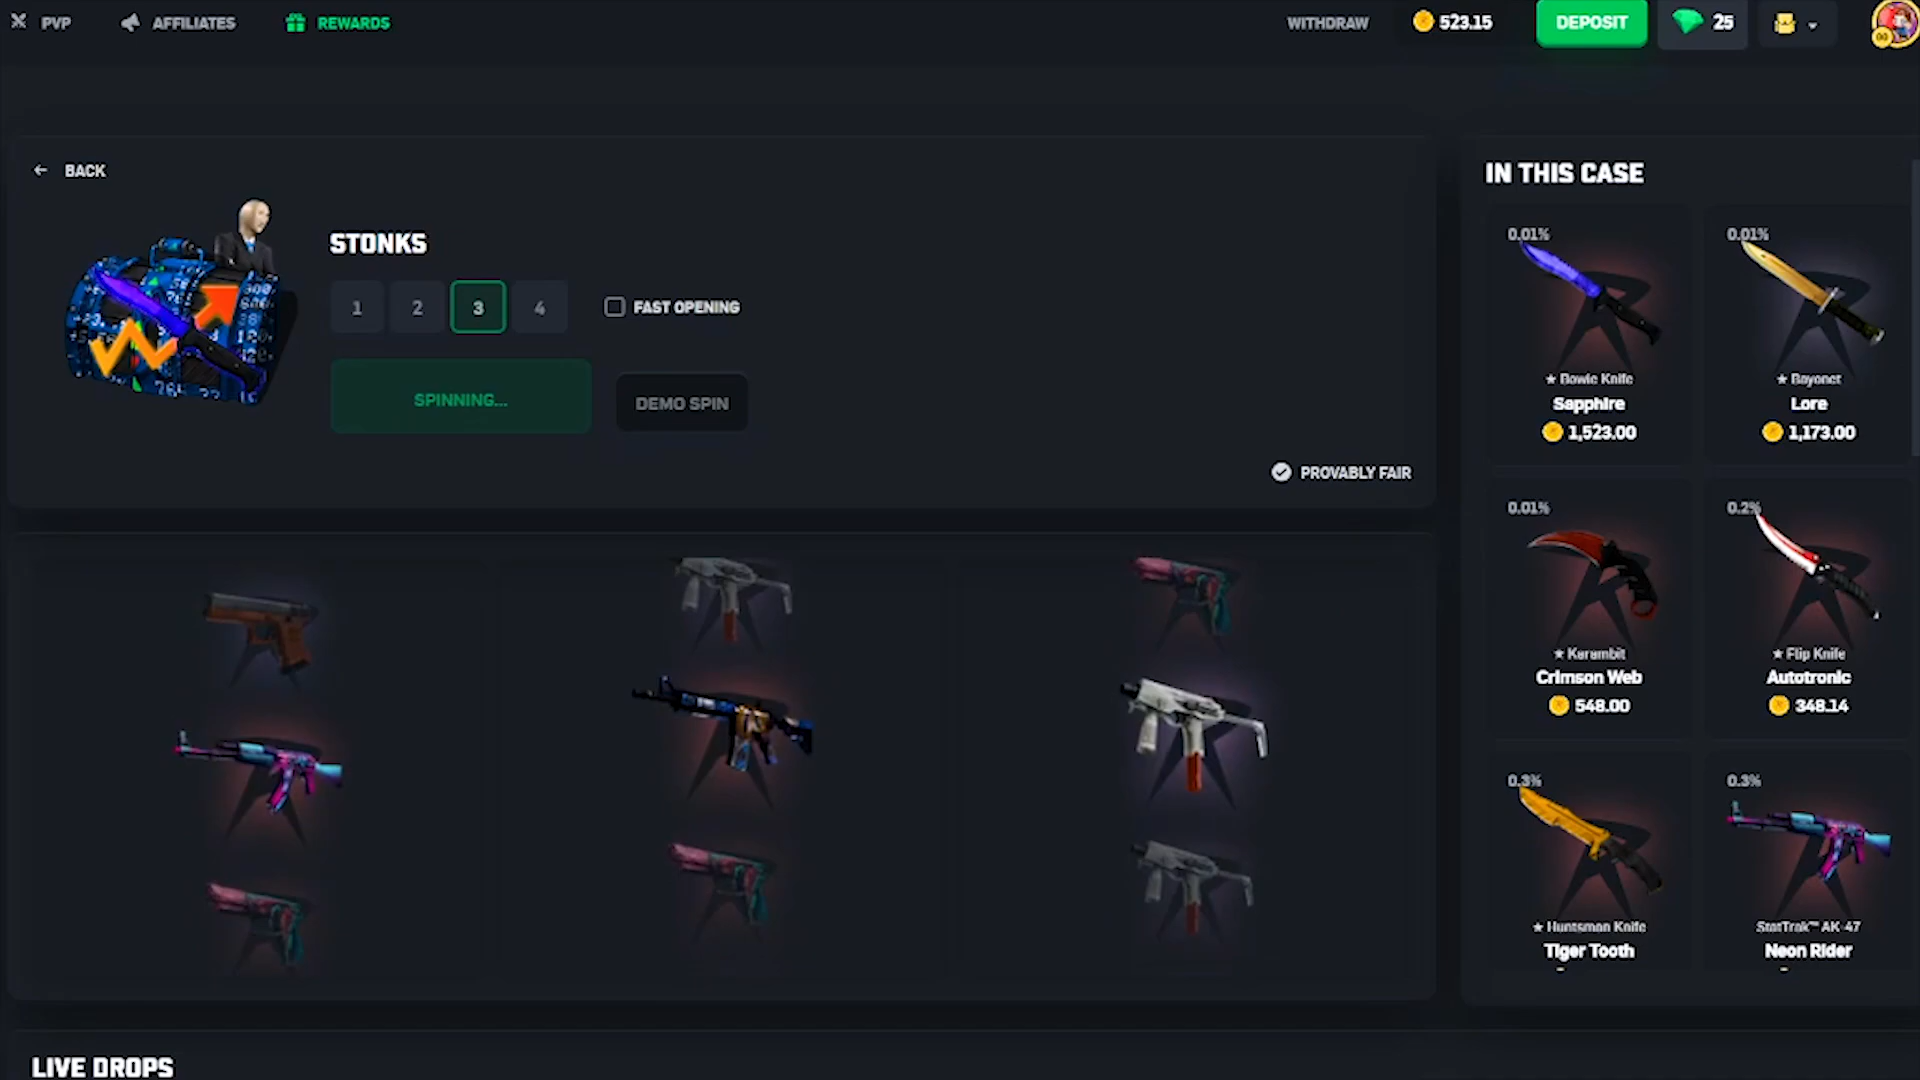 PVP
AFFILIATES
REWARDS
WITHDRAW
523.15
DEPOSIT
25
BACK
STONKS
1
2
3
4
FAST OPENING
SPINNING...
DEMO SPIN
PROVABLY FAIR
IN THIS CASE
0.01%
★ Bowie Knife
Sapphire
1,523.00
0.01%
★ Bayonet
Lore
1,173.00
0.01%
★ Karambit
Crimson Web
548.00
0.2%
★ Flip Knife
Autotronic
348.14
0.3%
★ Huntsman Knife
Tiger Tooth
0.3%
StatTrak™ AK-47
Neon Rider
LIVE DROPS